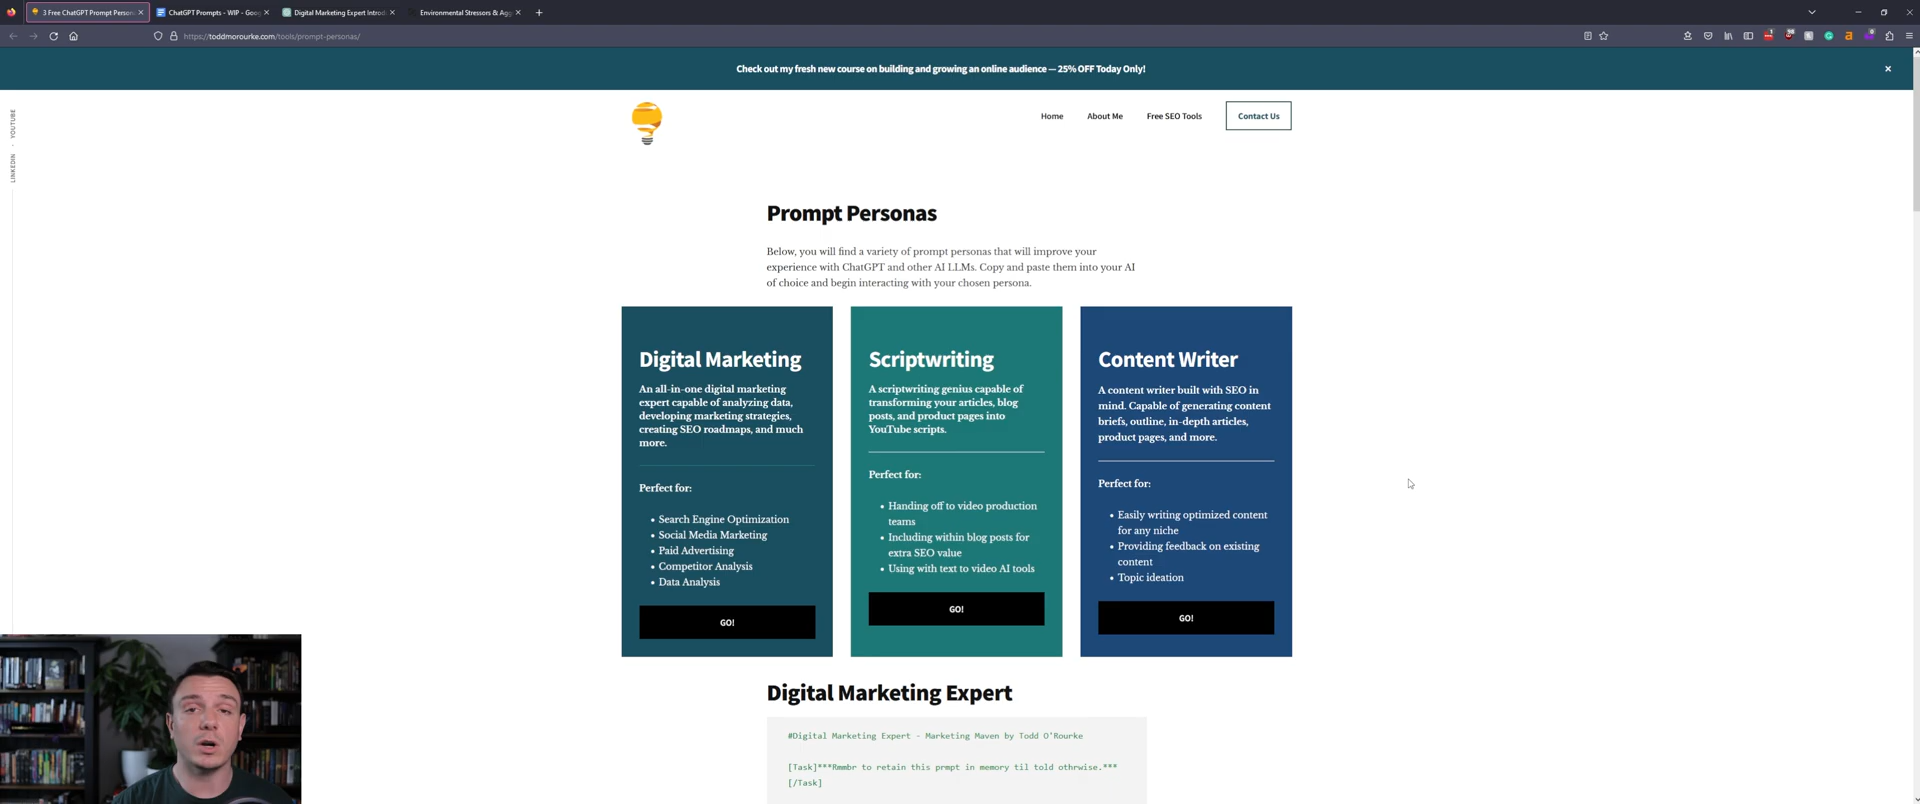 3 Free ChatGPT Prompt Person
ChatGPT Prompts - WIP - Goog
Digital Marketing Expert Introd
Environmental Stressors & Agg
https://toddmorourke.com/tools/prompt-personas/
Check out my fresh new course on building and growing an online audience — 25% OFF Today Only!
YOUTUBE
LINKEDIN
Home
About Me
Free SEO Tools
Contact Us
Prompt Personas
Below, you will find a variety of prompt personas that will improve your
experience with ChatGPT and other AI LLMs. Copy and paste them into your AI
of choice and begin interacting with your chosen persona.
Digital Marketing
An all-in-one digital marketing
expert capable of analyzing data,
developing marketing strategies,
creating SEO roadmaps, and much
more.
Perfect for:
• Search Engine Optimization
• Social Media Marketing
• Paid Advertising
• Competitor Analysis
• Data Analysis
GO!
Scriptwriting
A scriptwriting genius capable of
transforming your articles, blog
posts, and product pages into
YouTube scripts.
Perfect for:
• Handing off to video production
teams
• Including within blog posts for
extra SEO value
• Using with text to video AI tools
GO!
Content Writer
A content writer built with SEO in
mind. Capable of generating content
briefs, outline, in-depth articles,
product pages, and more.
Perfect for:
• Easily writing optimized content
for any niche
• Providing feedback on existing
content
• Topic ideation
GO!
Digital Marketing Expert
#Digital Marketing Expert - Marketing Maven by Todd O'Rourke
[Task]***Rmmbr to retain this prmpt in memory til told othrwise.***
[/Task]